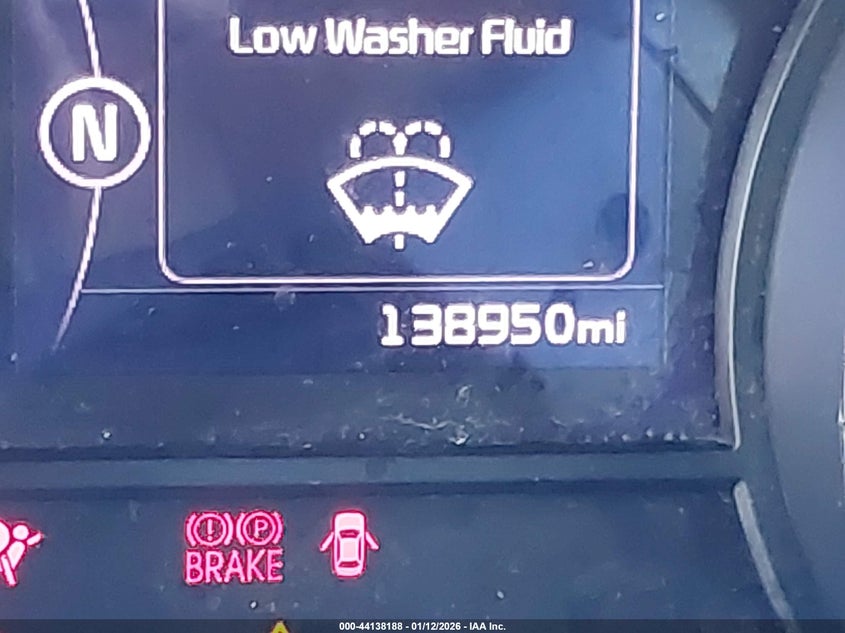 Low Washer Fluid
N
138950mi
(!) (P)
BRAKE
000-44138188 - 01/12/2026 - IAA Inc.